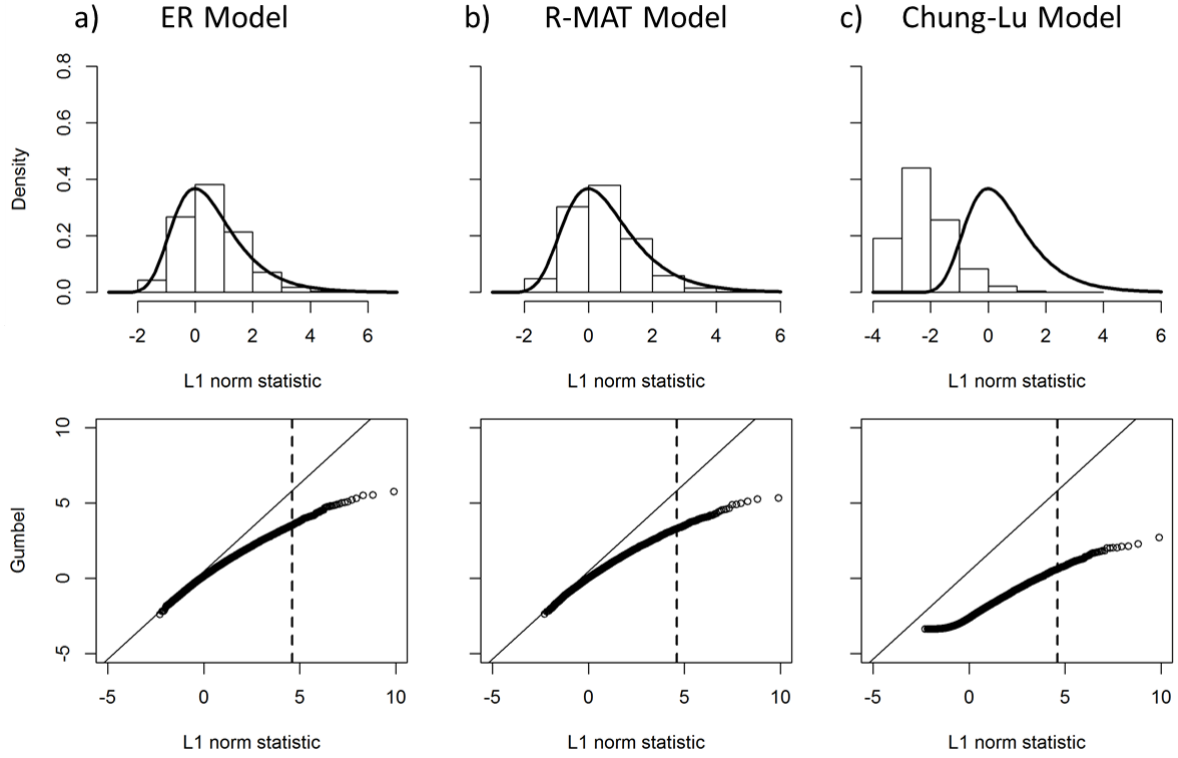 a) ER Model
b) R-MAT Model
c) Chung-Lu Model
Density
0.0 0.2 0.4 0.6 0.8
-2 0 2 4 6
-2 0 2 4 6
-4 -2 0 2 4 6
L1 norm statistic
L1 norm statistic
L1 norm statistic
Gumbel
-5 0 5 10
-5 0 5 10
-5 0 5 10
-5 0 5 10
L1 norm statistic
L1 norm statistic
L1 norm statistic